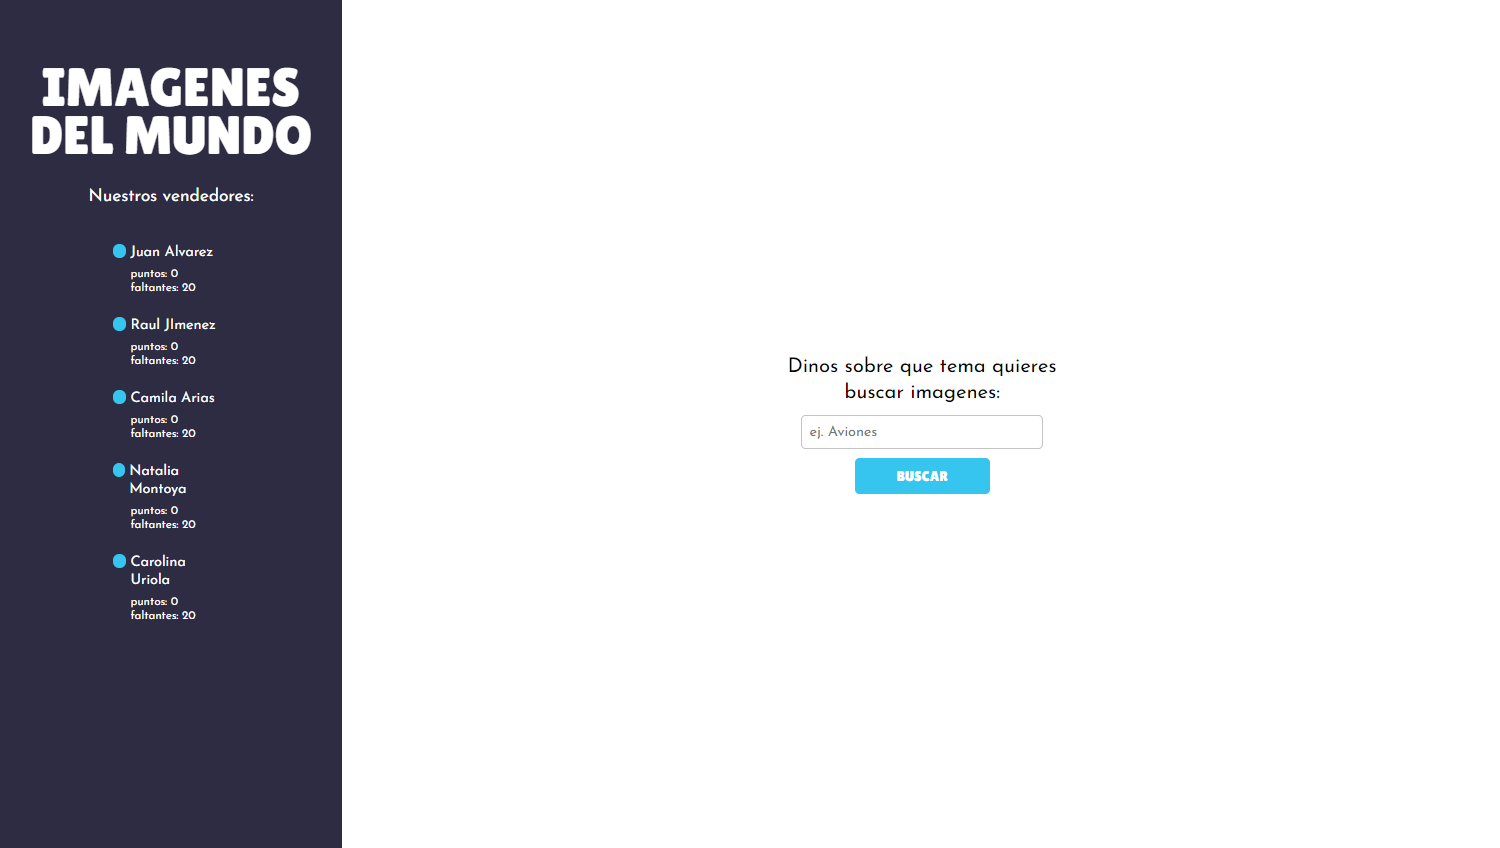 IMAGENES
DEL MUNDO
Nuestros vendedores:
Juan Alvarez
puntos: 0
faltantes: 20
Raul JImenez
puntos: 0
faltantes: 20
Camila Arias
puntos: 0
faltantes: 20
Natalia
Montoya
puntos: 0
faltantes: 20
Carolina
Uriola
puntos: 0
faltantes: 20
Dinos sobre que tema quieres
buscar imagenes:
ej. Aviones
BUSCAR